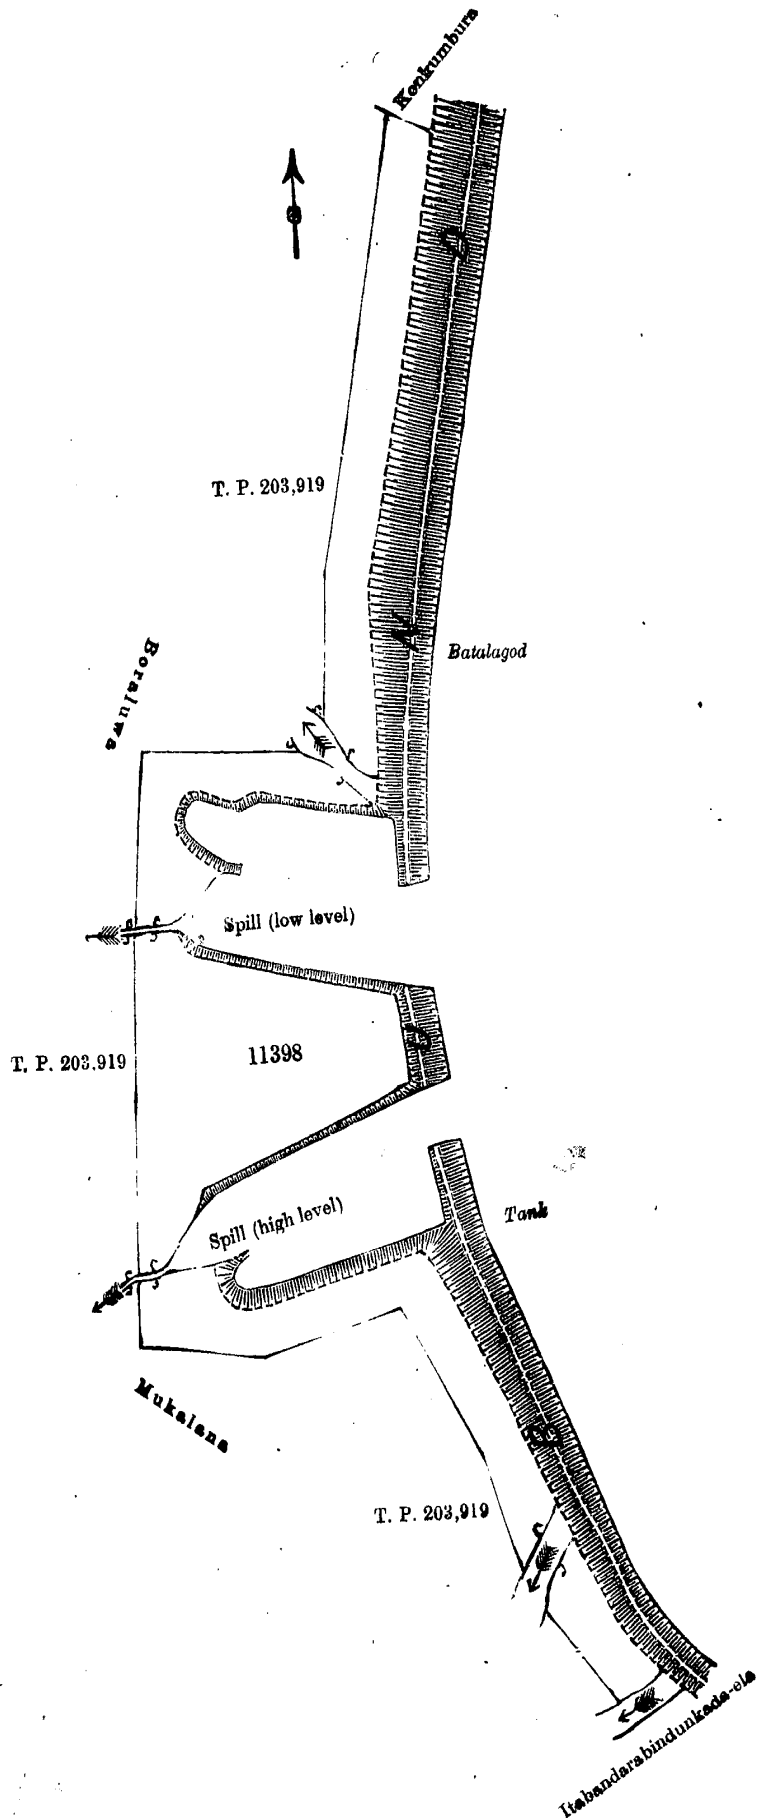 Kenkumbura
T. P. 203,919
Batalagod
Boraluwa
Spill (low level)
T. P. 203,919
11398
Tank
Spill (high level)
Mukalana
T. P. 203,919
Itabandarabindunkada-ela